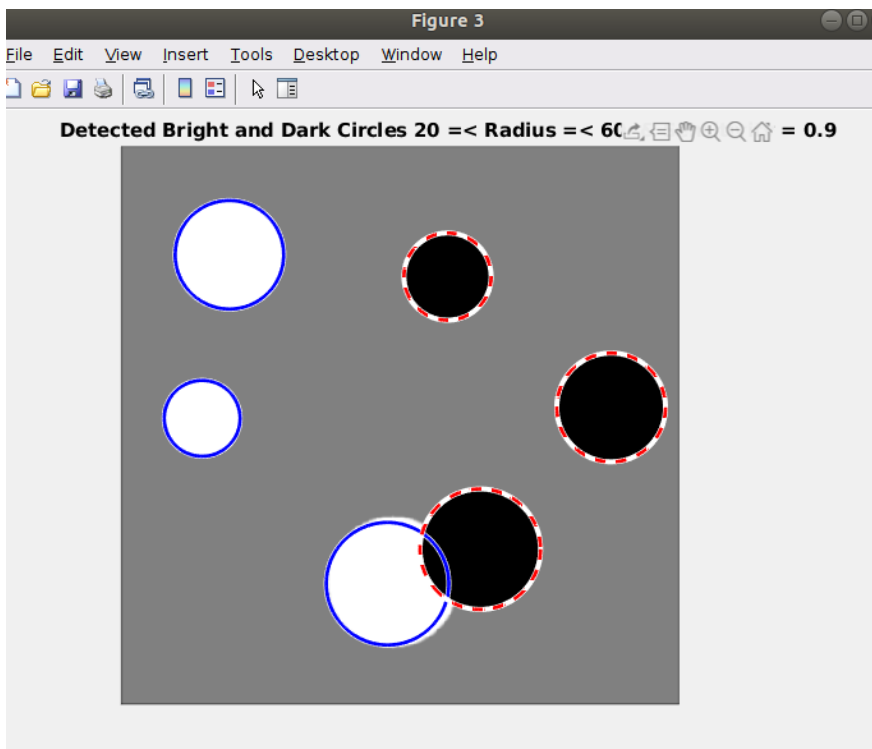 Figure 3
File Edit View Insert Tools Desktop Window Help
Detected Bright and Dark Circles 20 =< Radius =< 60 = 0.9